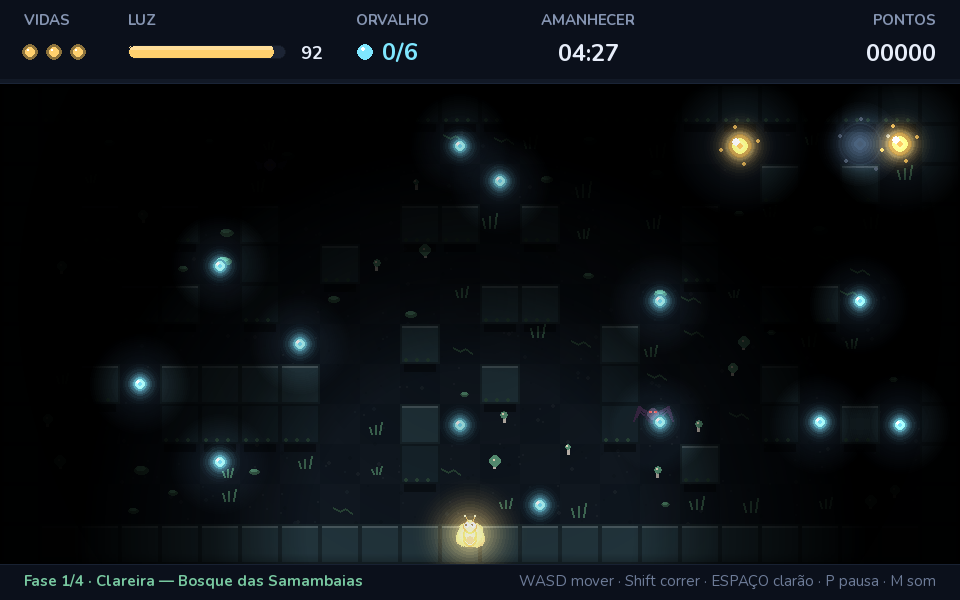 VIDAS LUZ ORVALHO AMANHECER PONTOS
92 0/6 04:27 00000
Fase 1/4 · Clareira — Bosque das Samambaias WASD mover · Shift correr · ESPAÇO clarão · P pausa · M som